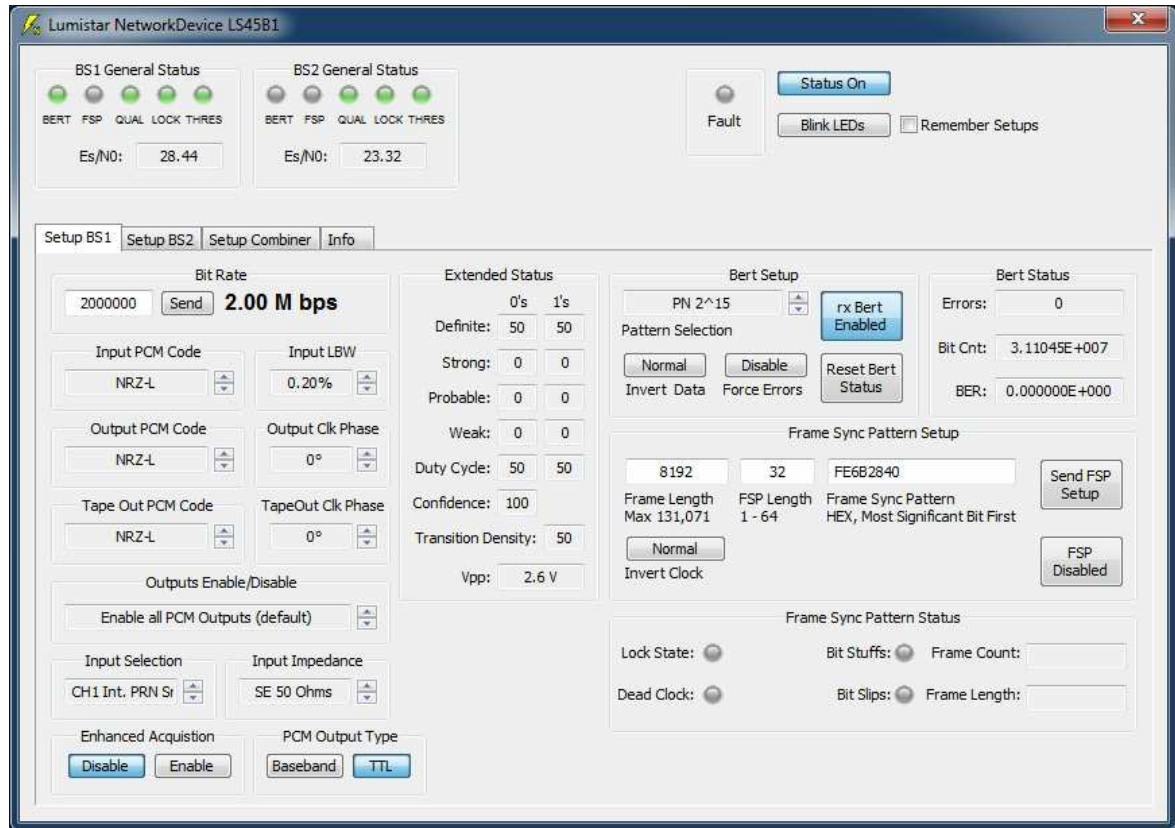 Lumistar NetworkDevice LS45B1
BS1 General Status
BERT FSP QUAL LOCK THRES
Es/N0: 28.44
BS2 General Status
BERT FSP QUAL LOCK THRES
Es/N0: 23.32
Fault
Status On
Blink LEDs
Remember Setups
Setup BS1 Setup BS2 Setup Combiner Info
Bit Rate
2000000 Send 2.00 M bps
Input PCM Code
NRZ-L
Input LBW
0.20%
Output PCM Code
NRZ-L
Output Clk Phase
0°
Tape Out PCM Code
NRZ-L
TapeOut Clk Phase
0°
Outputs Enable/Disable
Enable all PCM Outputs (default)
Input Selection
CH1 Int. PRN Sr
Input Impedance
SE 50 Ohms
Enhanced Acquistion
Disable Enable
PCM Output Type
Baseband TTL
Extended Status
0's 1's
Definite: 50 50
Strong: 0 0
Probable: 0 0
Weak: 0 0
Duty Cycle: 50 50
Confidence: 100
Transition Density: 50
Vpp: 2.6 V
Bert Setup
PN 2^15
Pattern Selection
rx Bert
Enabled
Normal
Invert Data
Disable
Force Errors
Reset Bert
Status
Bert Status
Errors: 0
Bit Cnt: 3.11045E+007
BER: 0.000000E+000
Frame Sync Pattern Setup
8192
Frame Length
Max 131,071
32
FSP Length
1 - 64
FE6B2840
Frame Sync Pattern
HEX, Most Significant Bit First
Send FSP
Setup
Normal
Invert Clock
FSP
Disabled
Frame Sync Pattern Status
Lock State: Bit Stuffs: Frame Count:
Dead Clock: Bit Slips: Frame Length: